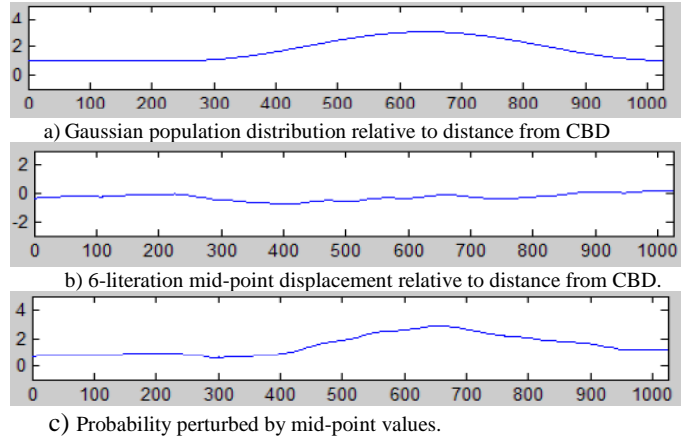 4
2
0
0 100 200 300 400 500 600 700 800 900 1000
a) Gaussian population distribution relative to distance from CBD
2
0
-2
0 100 200 300 400 500 600 700 800 900 1000
b) 6-literation mid-point displacement relative to distance from CBD.
4
2
0
0 100 200 300 400 500 600 700 800 900 1000
c) Probability perturbed by mid-point values.